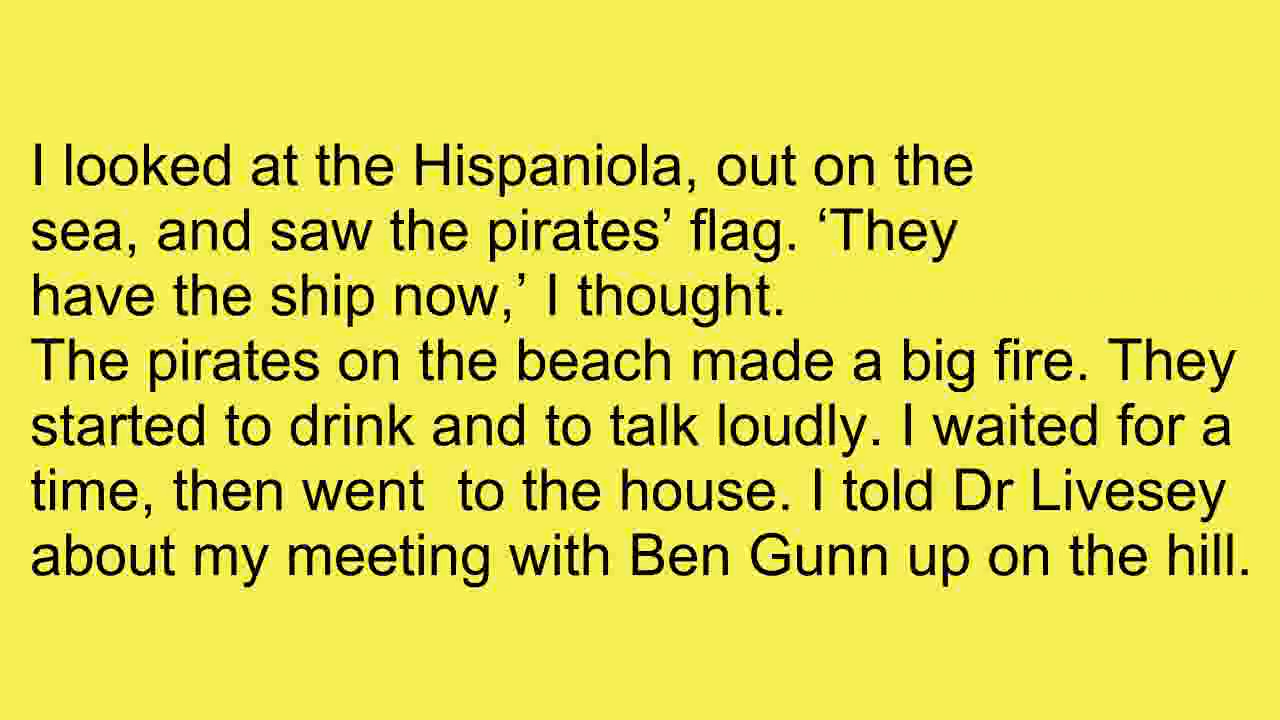 I looked at the Hispaniola, out on the
sea, and saw the pirates’ flag. ‘They
have the ship now,’ I thought.
The pirates on the beach made a big fire. They
started to drink and to talk loudly. I waited for a
time, then went  to the house. I told Dr Livesey
about my meeting with Ben Gunn up on the hill.